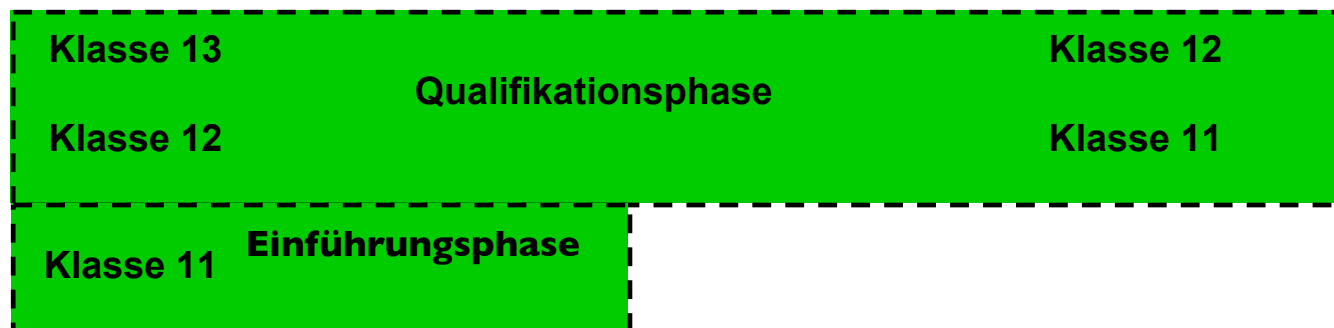 Klasse 13
Klasse 12
Qualifikationsphase
Klasse 12
Klasse 11
Einführungsphase
Klasse 11